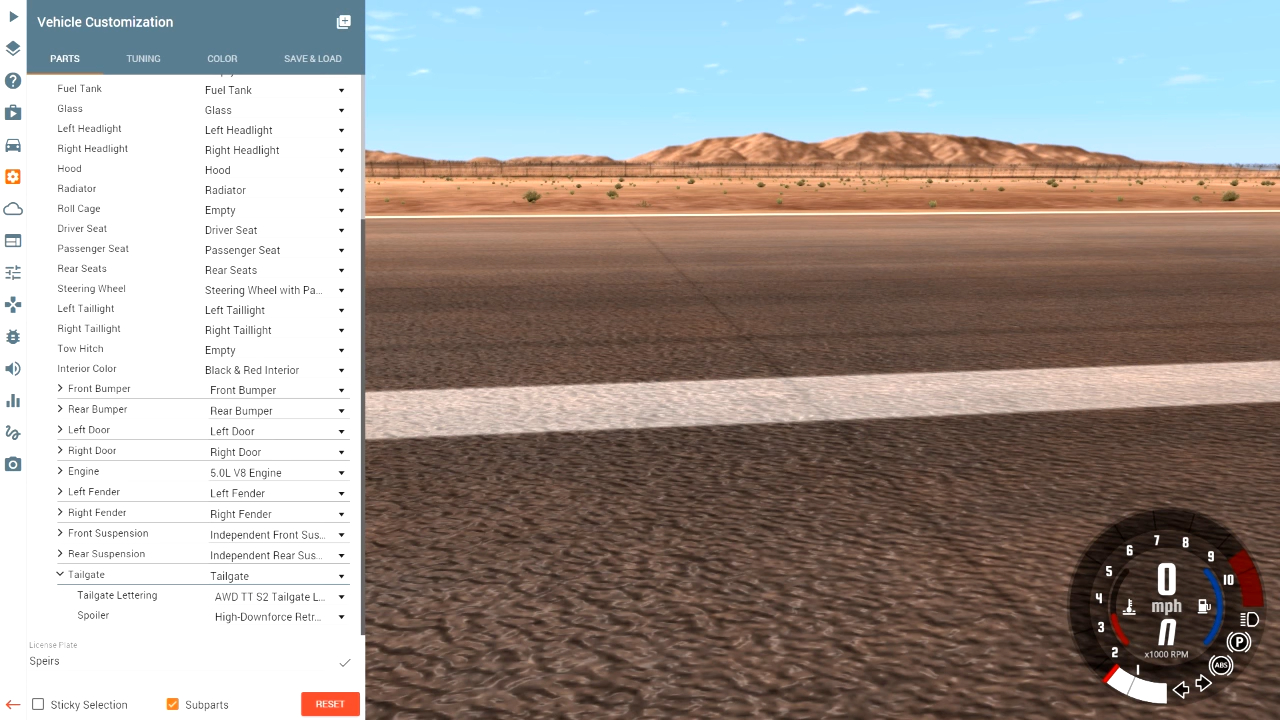 Vehicle Customization
PARTS TUNING COLOR SAVE & LOAD
Fuel Tank Fuel Tank
Glass Glass
Left Headlight Left Headlight
Right Headlight Right Headlight
Hood Hood
Radiator Radiator
Roll Cage Empty
Driver Seat Driver Seat
Passenger Seat Passenger Seat
Rear Seats Rear Seats
Steering Wheel Steering Wheel with Pa...
Left Taillight Left Taillight
Right Taillight Right Taillight
Tow Hitch Empty
Interior Color Black & Red Interior
Front Bumper Front Bumper
Rear Bumper Rear Bumper
Left Door Left Door
Right Door Right Door
Engine 5.0L V8 Engine
Left Fender Left Fender
Right Fender Right Fender
Front Suspension Independent Front Sus...
Rear Suspension Independent Rear Sus...
Tailgate Tailgate
Tailgate Lettering AWD TT S2 Tailgate L...
Spoiler High-Downforce Retr...
License Plate
Speirs
Sticky Selection Subparts RESET
1 2 3 4 5 6 7 8 9 10
0
mph
n
x1000 RPM
P
ABS